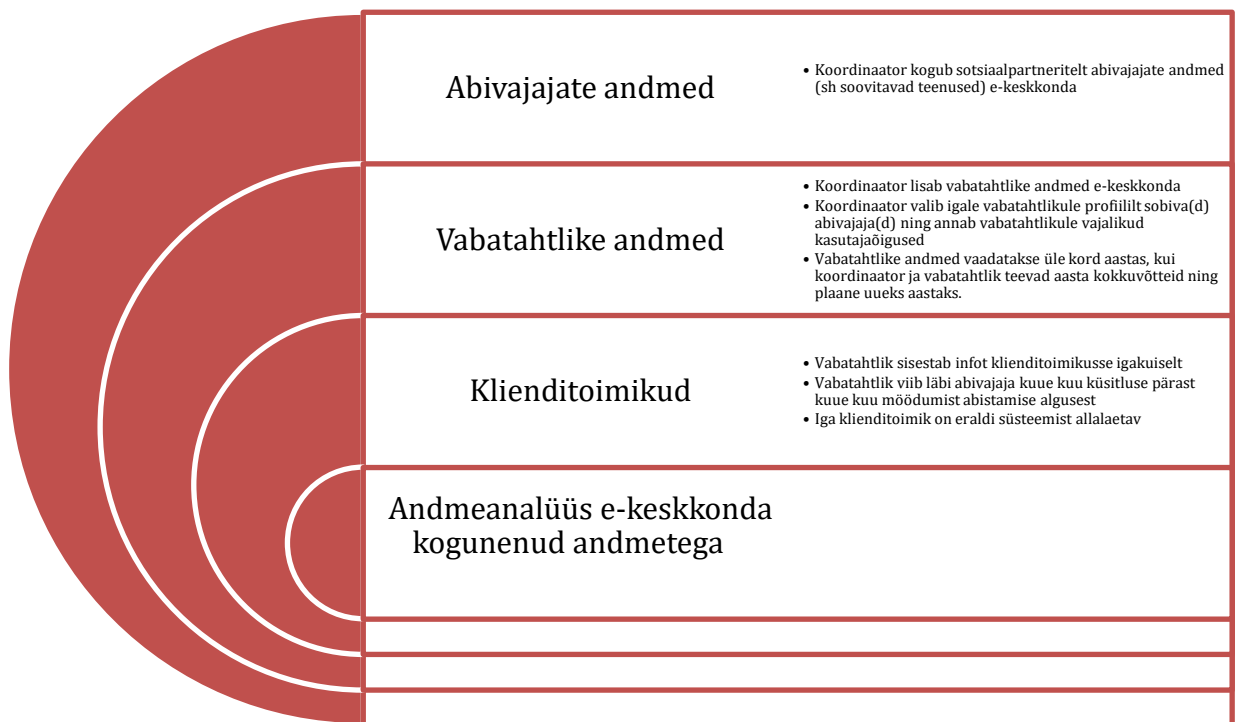 Abivajajate andmed
• Koordinaator kogub sotsiaalpartneritelt abivajajate andmed
(sh soovitavad teenused) e-keskkonda
Vabatahtlike andmed
• Koordinaator lisab vabatahtlike andmed e-keskkonda
• Koordinaator valib igale vabatahtlikule profiililt sobiva(d)
abivajaja(d) ning annab vabatahtlikule vajalikud
kasutajaõigused
• Vabatahtlike andmed vaadatakse üle kord aastas, kui
koordinaator ja vabatahtlik teevad aasta kokkuvõtteid ning
plaane uueks aastaks.
Klienditoimikud
• Vabatahtlik sisestab infot klienditoimikusse igakuiselt
• Vabatahtlik viib läbi abivajaja kuue kuu küsitluse pärast
kuue kuu möödumist abistamise algusest
• Iga klienditoimik on eraldi süsteemist allalaetav
Andmeanalüüs e-keskkonda
kogunenud andmetega